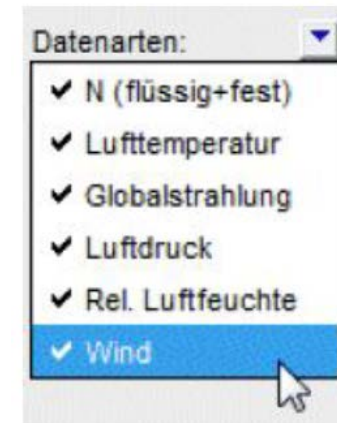 Datenarten:
✔ N (flüssig+fest)
✔ Lufttemperatur
✔ Globalstrahlung
✔ Luftdruck
✔ Rel. Luftfeuchte
✔ Wind